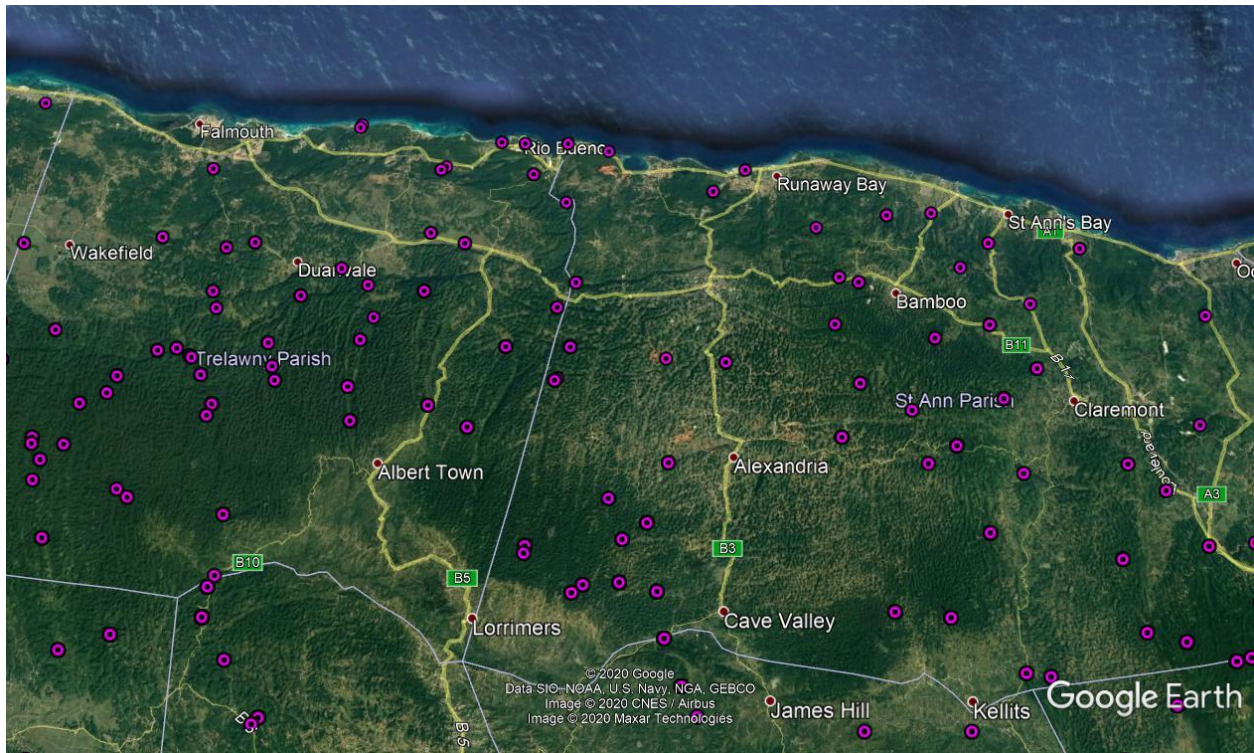 Falmouth
Rio Bueno
Runaway Bay
St Ann's Bay
A1
Wakefield
Duanvale
Bamboo
Trelawny Parish
B11
B 11
St Ann Parish
Claremont
Albert Town
Alexandria
A3
B10
B3
B5
Lorrimers
Cave Valley
© 2020 Google
Data SIO, NOAA, U.S. Navy, NGA, GEBCO
Image © 2020 CNES / Airbus
Image © 2020 Maxar Technologies
James Hill
Kellits
Google Earth
B 5